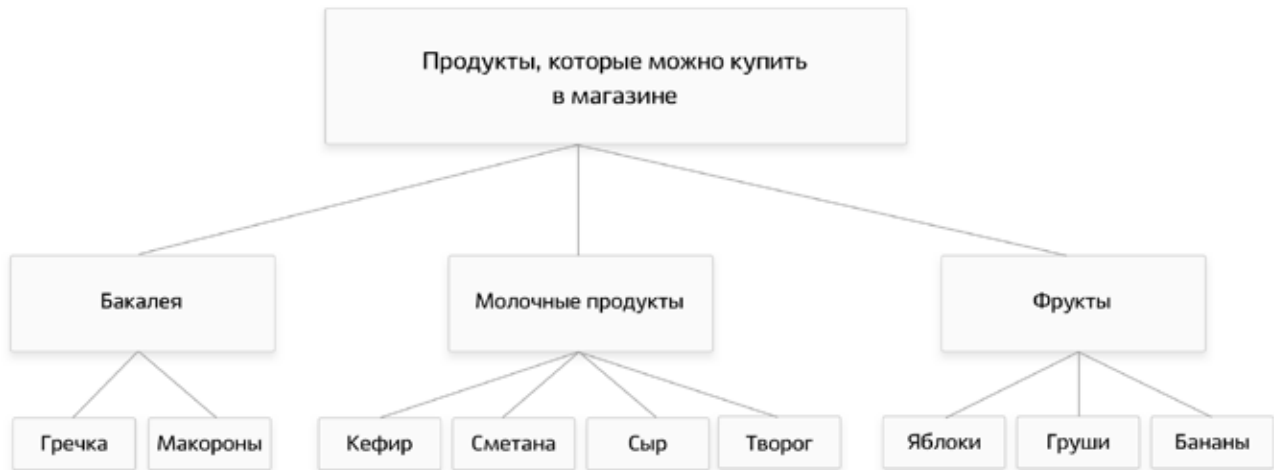 Продукты, которые можно купить
в магазине
Бакалея
Молочные продукты
Фрукты
Гречка
Макороны
Кефир
Сметана
Сыр
Творог
Яблоки
Груши
Бананы